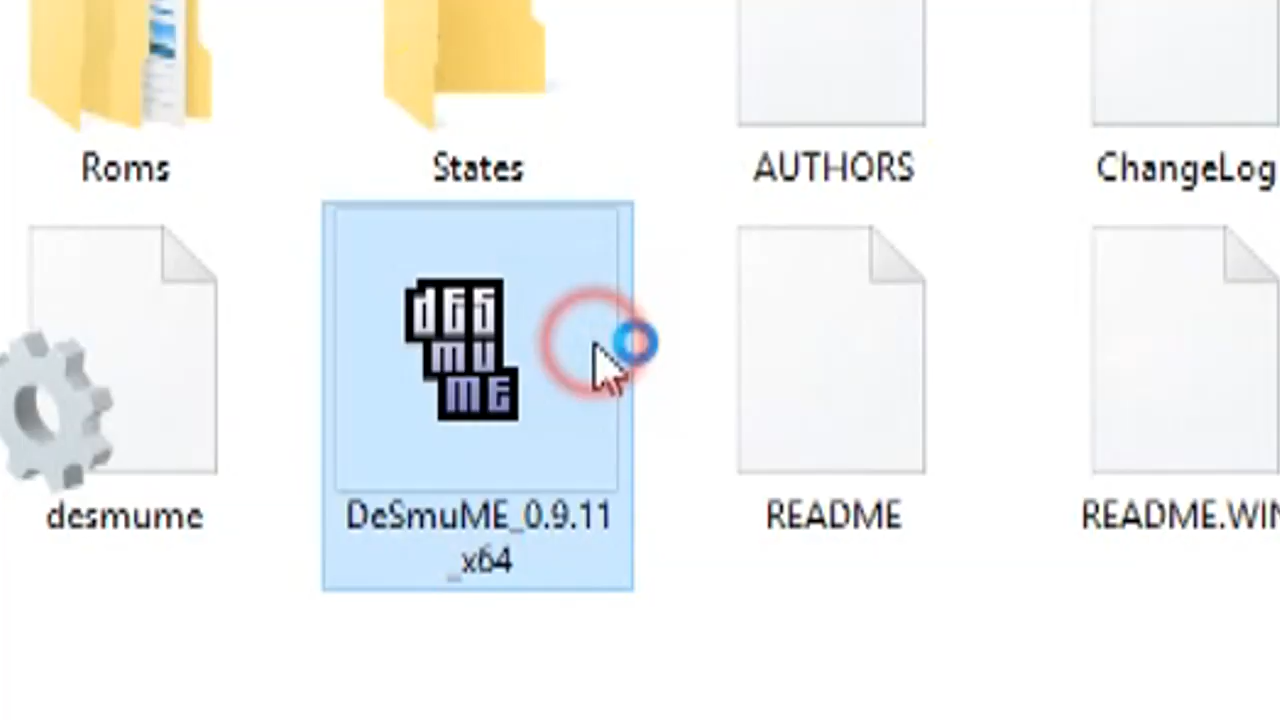 Roms
States
AUTHORS
ChangeLog
dES
mU
mE
desmume
DeSmuME_0.9.11
_x64
README
README.WIN